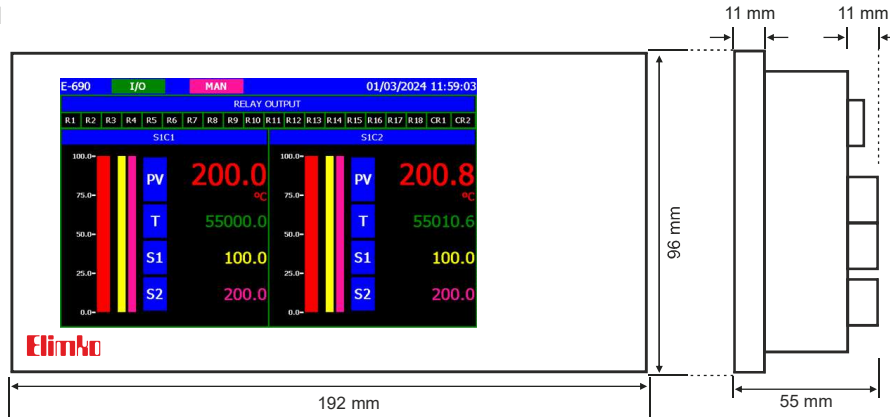 11 mm 11 mm
E-690 I/O MAN 01/03/2024 11:59:03
RELAY OUTPUT
R1 R2 R3 R4 R5 R6 R7 R8 R9 R10 R11 R12 R13 R14 R15 R16 R17 R18 CR1 CR2
S1C1 S1C2
100.0 PV 200.0 100.0 PV 200.8
75.0 °C 75.0 °C
T 55000.0 T 55010.6
50.0 50.0
S1 100.0 S1 100.0
25.0 25.0
S2 200.0 S2 200.0
0.0 0.0
96 mm
Elimko
192 mm
55 mm